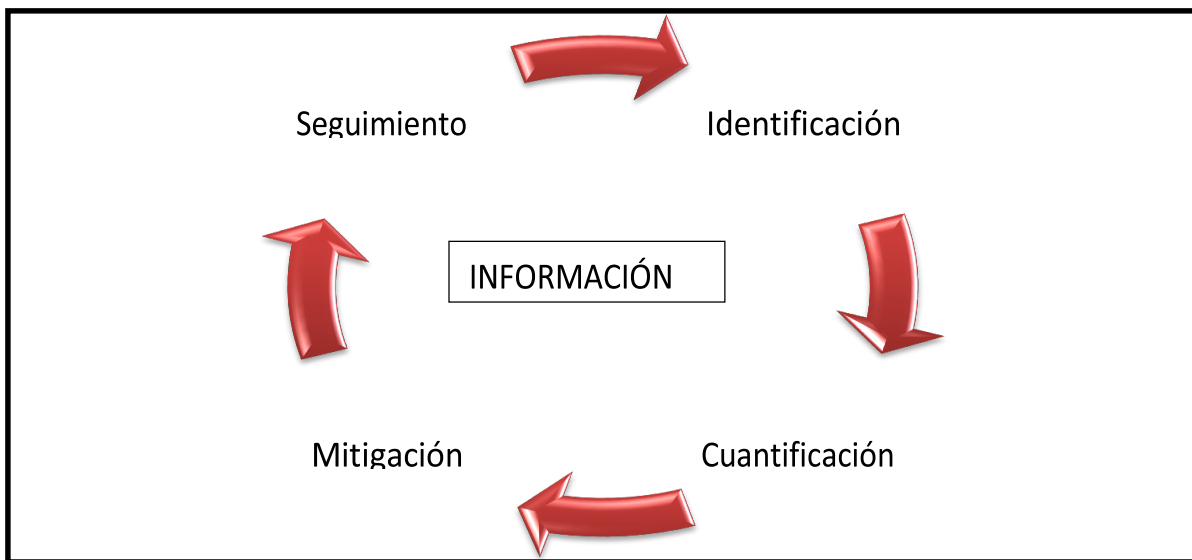 Seguimiento
Identificación
INFORMACIÓN
Mitigación
Cuantificación